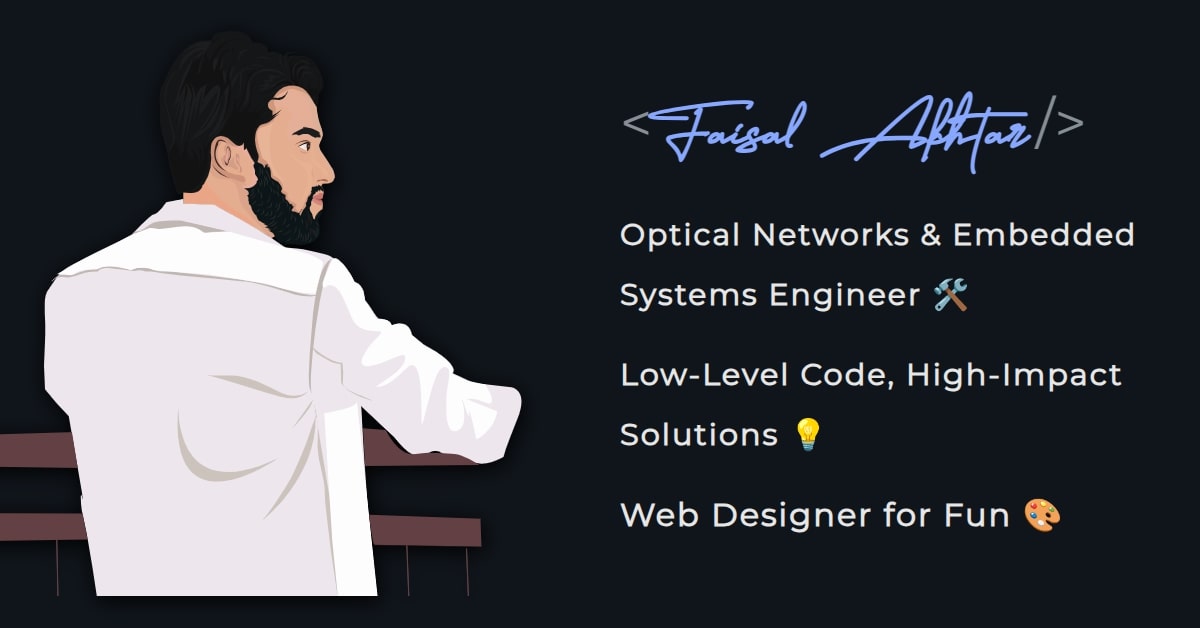 <Faisal Akhtar/>
Optical Networks & Embedded
Systems Engineer 🛠️
Low-Level Code, High-Impact
Solutions 💡
Web Designer for Fun 🎨